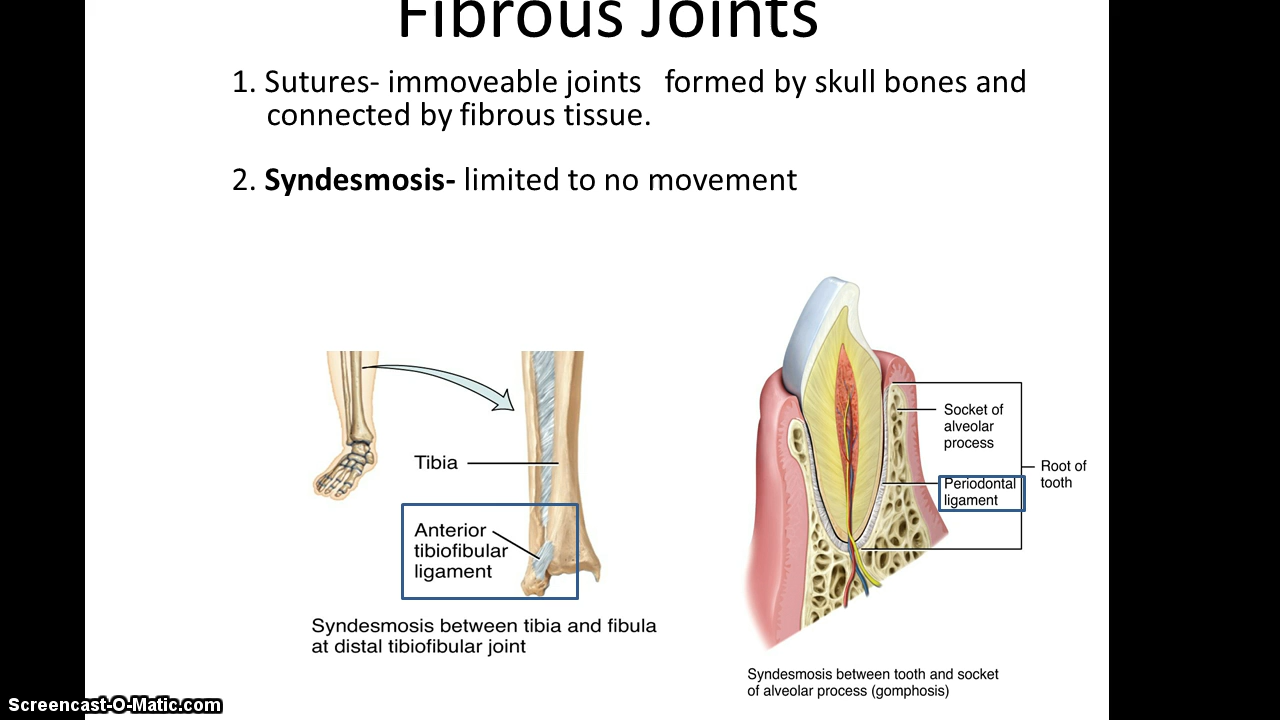 Fibrous Joints
1. Sutures- immoveable joints   formed by skull bones and
connected by fibrous tissue.
2. Syndesmosis- limited to no movement
Tibia
Anterior
tibiofibular
ligament
Syndesmosis between tibia and fibula
at distal tibiofibular joint
Socket of
alveolar
process
Periodontal
ligament
Root of
tooth
Syndesmosis between tooth and socket
of alveolar process (gomphosis)
Screencast-O-Matic.com